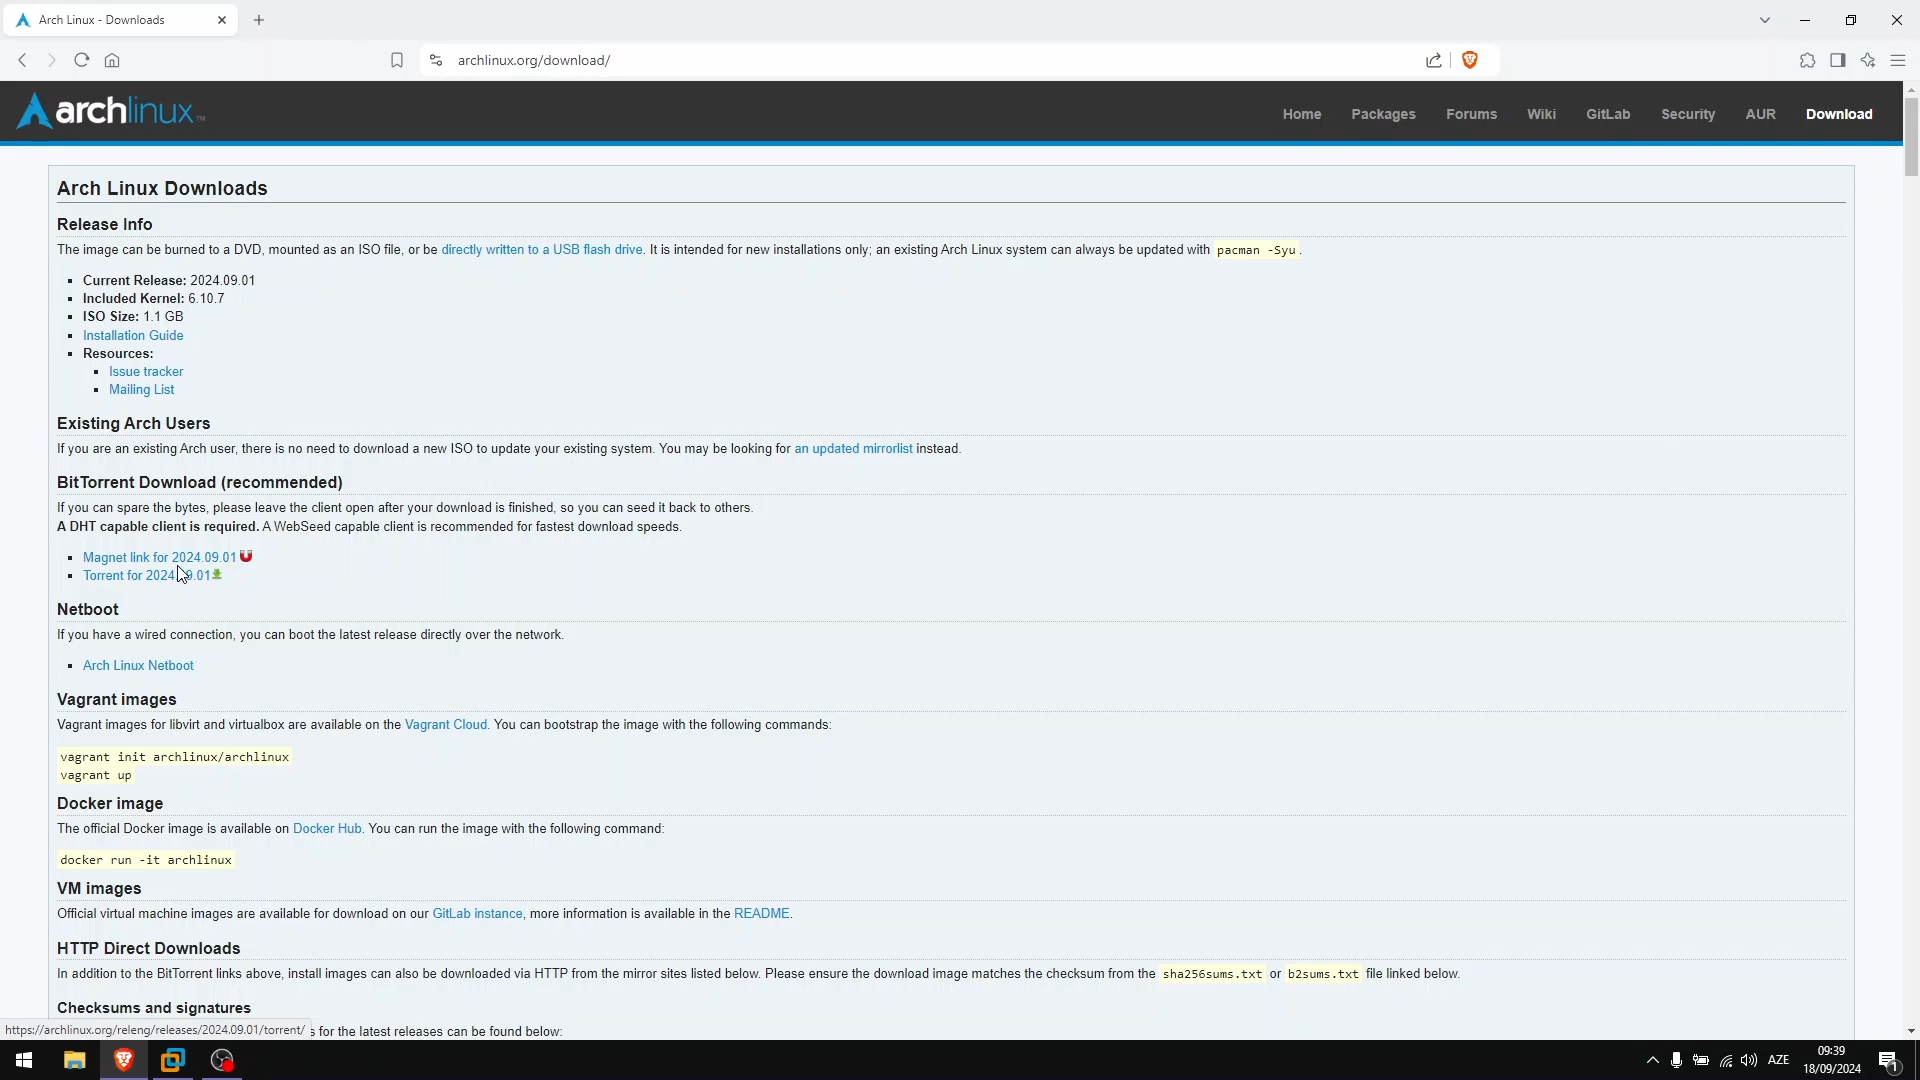 Arch Linux - Downloads
archlinux.org/download/
archlinux™
Home Packages Forums Wiki GitLab Security AUR Download
Arch Linux Downloads
Release Info
The image can be burned to a DVD, mounted as an ISO file, or be directly written to a USB flash drive. It is intended for new installations only; an existing Arch Linux system can always be updated with pacman -Syu.
Current Release: 2024.09.01
Included Kernel: 6.10.7
ISO Size: 1.1 GB
Installation Guide
Resources:
Issue tracker
Mailing List
Existing Arch Users
If you are an existing Arch user, there is no need to download a new ISO to update your existing system. You may be looking for an updated mirrorlist instead.
BitTorrent Download (recommended)
If you can spare the bytes, please leave the client open after your download is finished, so you can seed it back to others.
A DHT capable client is required. A WebSeed capable client is recommended for fastest download speeds.
Magnet link for 2024.09.01
Torrent for 2024.09.01
Netboot
If you have a wired connection, you can boot the latest release directly over the network.
Arch Linux Netboot
Vagrant images
Vagrant images for libvirt and virtualbox are available on the Vagrant Cloud. You can bootstrap the image with the following commands:
vagrant init archlinux/archlinux
vagrant up
Docker image
The official Docker image is available on Docker Hub. You can run the image with the following command:
docker run -it archlinux
VM images
Official virtual machine images are available for download on our GitLab instance, more information is available in the README.
HTTP Direct Downloads
In addition to the BitTorrent links above, install images can also be downloaded via HTTP from the mirror sites listed below. Please ensure the download image matches the checksum from the sha256sums.txt or b2sums.txt file linked below.
Checksums and signatures
https://archlinux.org/releng/releases/2024.09.01/torrent/ s for the latest releases can be found below:
AZE
09:39
18/09/2024
1